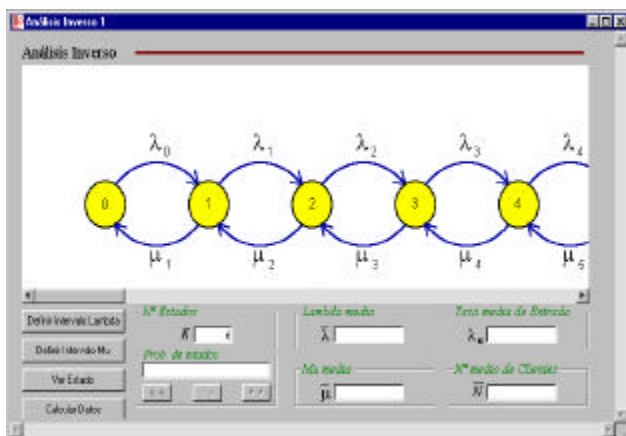 Análisis Inverso 1
Análisis Inverso
λ0 λ1 λ2 λ3 λ4
0 1 2 3 4
μ1 μ2 μ3 μ4 μ5
Definir Intervalo Lambda
Definir Intervalo Mu
Ver Estado
Calcular Datos
Nº Estados
K
Prob. de estados
<< >>
Lambda media
λ̄
Tasa media de Entrada
λ
Mu media
μ̄
Nº medio de Clientes
N̄